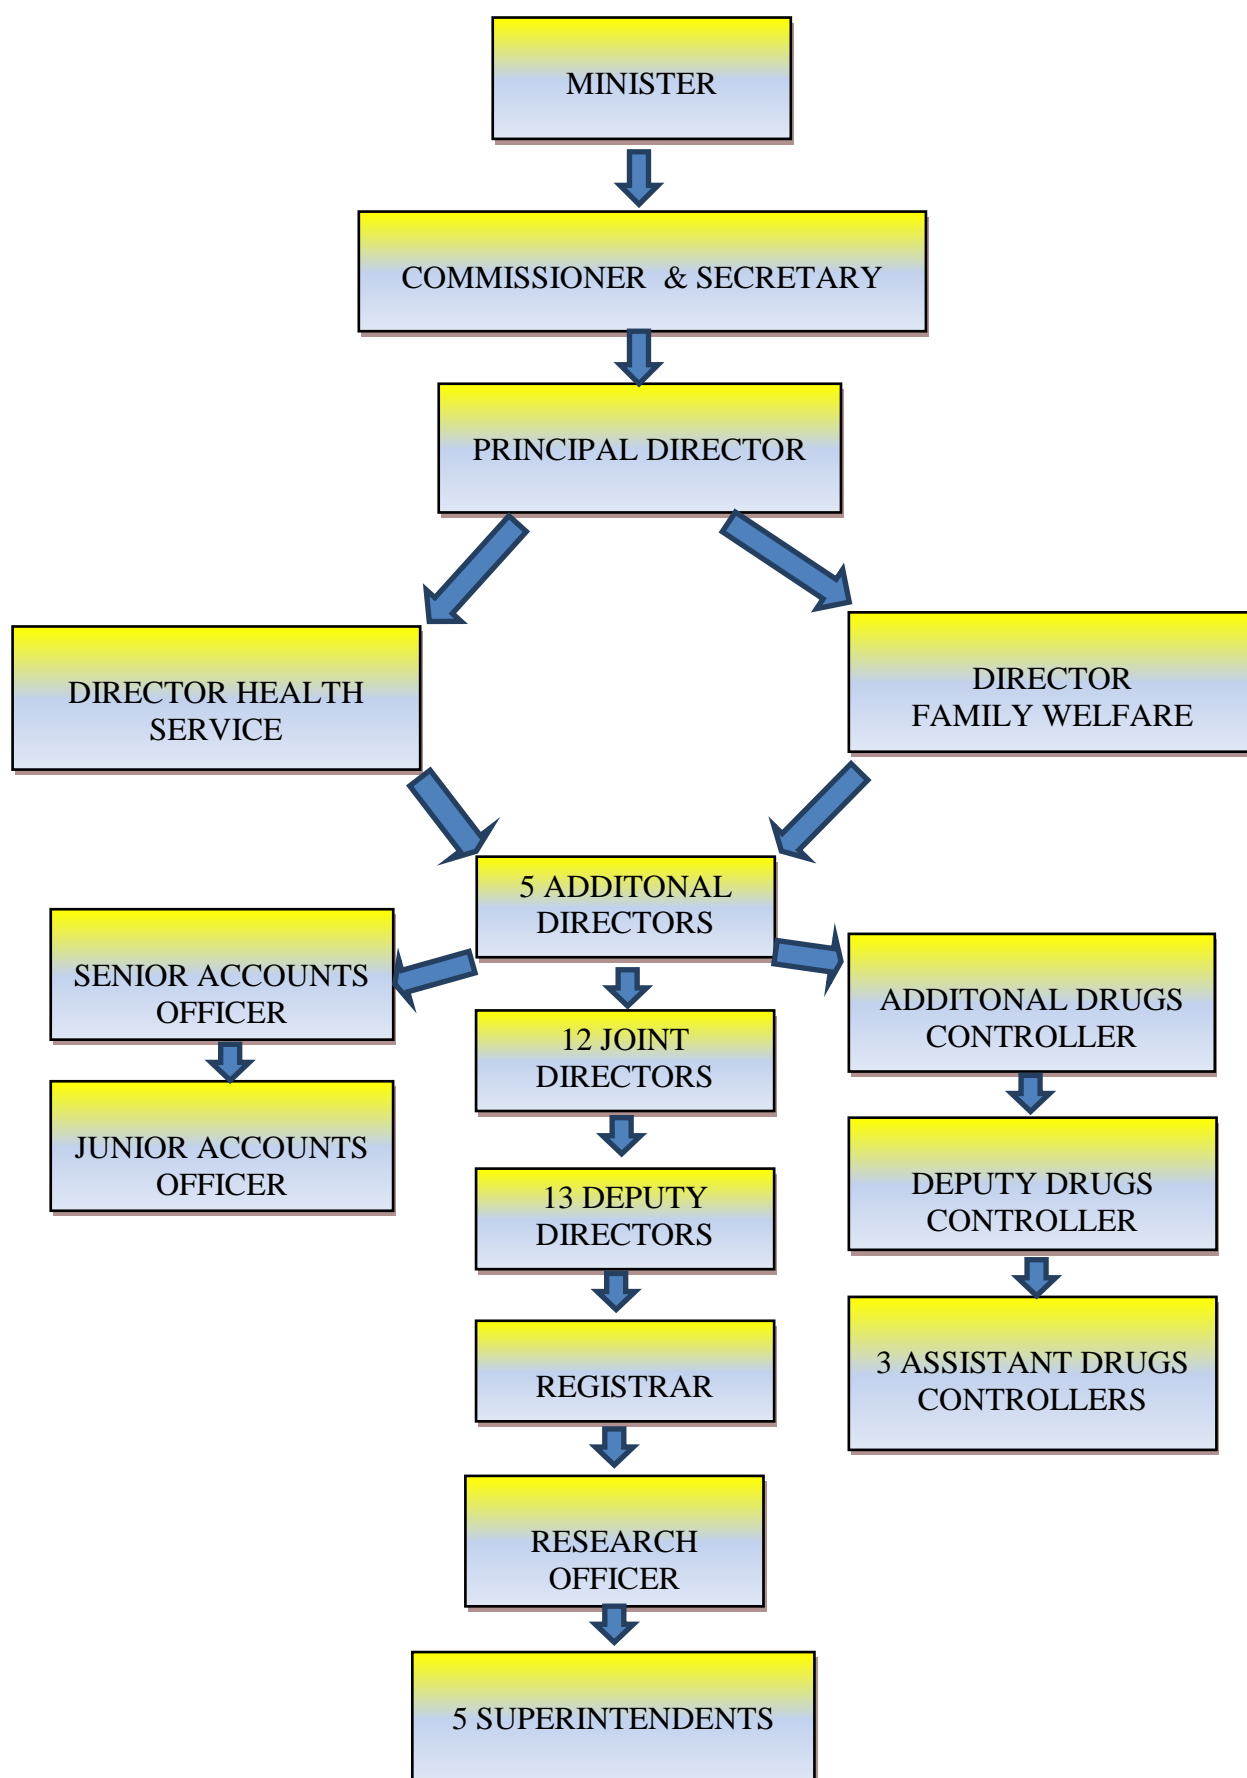 MINISTER
COMMISSIONER & SECRETARY
PRINCIPAL DIRECTOR
DIRECTOR HEALTH
SERVICE
DIRECTOR
FAMILY WELFARE
5 ADDITONAL
DIRECTORS
SENIOR ACCOUNTS
OFFICER
JUNIOR ACCOUNTS
OFFICER
12 JOINT
DIRECTORS
13 DEPUTY
DIRECTORS
REGISTRAR
RESEARCH
OFFICER
5 SUPERINTENDENTS
ADDITONAL DRUGS
CONTROLLER
DEPUTY DRUGS
CONTROLLER
3 ASSISTANT DRUGS
CONTROLLERS